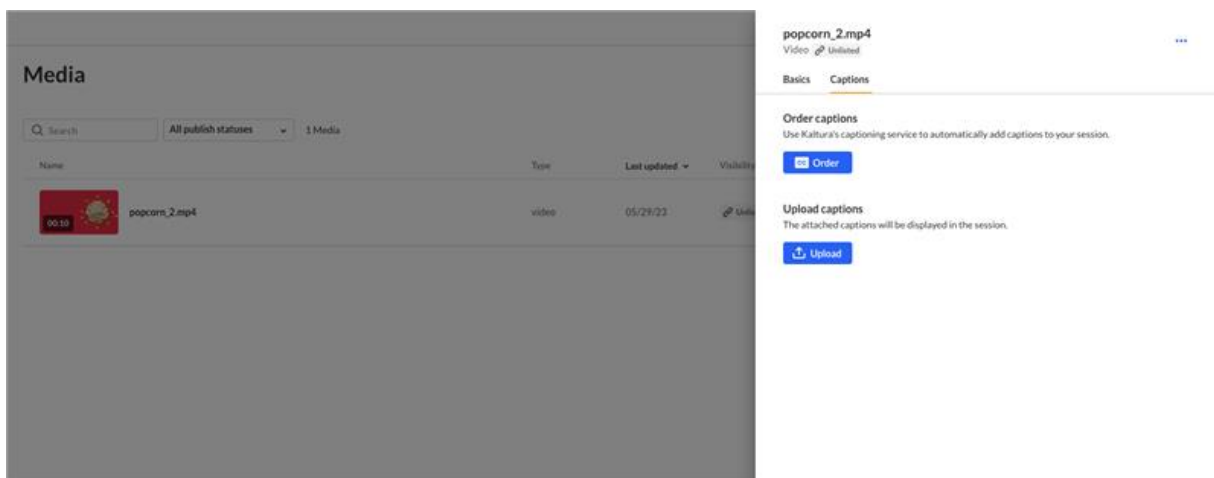 Media
Search
All publish statuses
1 Media
Name
Type
Last updated
Visibility
00:10
popcorn_2.mp4
video
05/29/23
popcorn_2.mp4
Video Unlisted
Basics Captions
Order captions
Use Kaltura's captioning service to automatically add captions to your session.
cc Order
Upload captions
The attached captions will be displayed in the session.
Upload